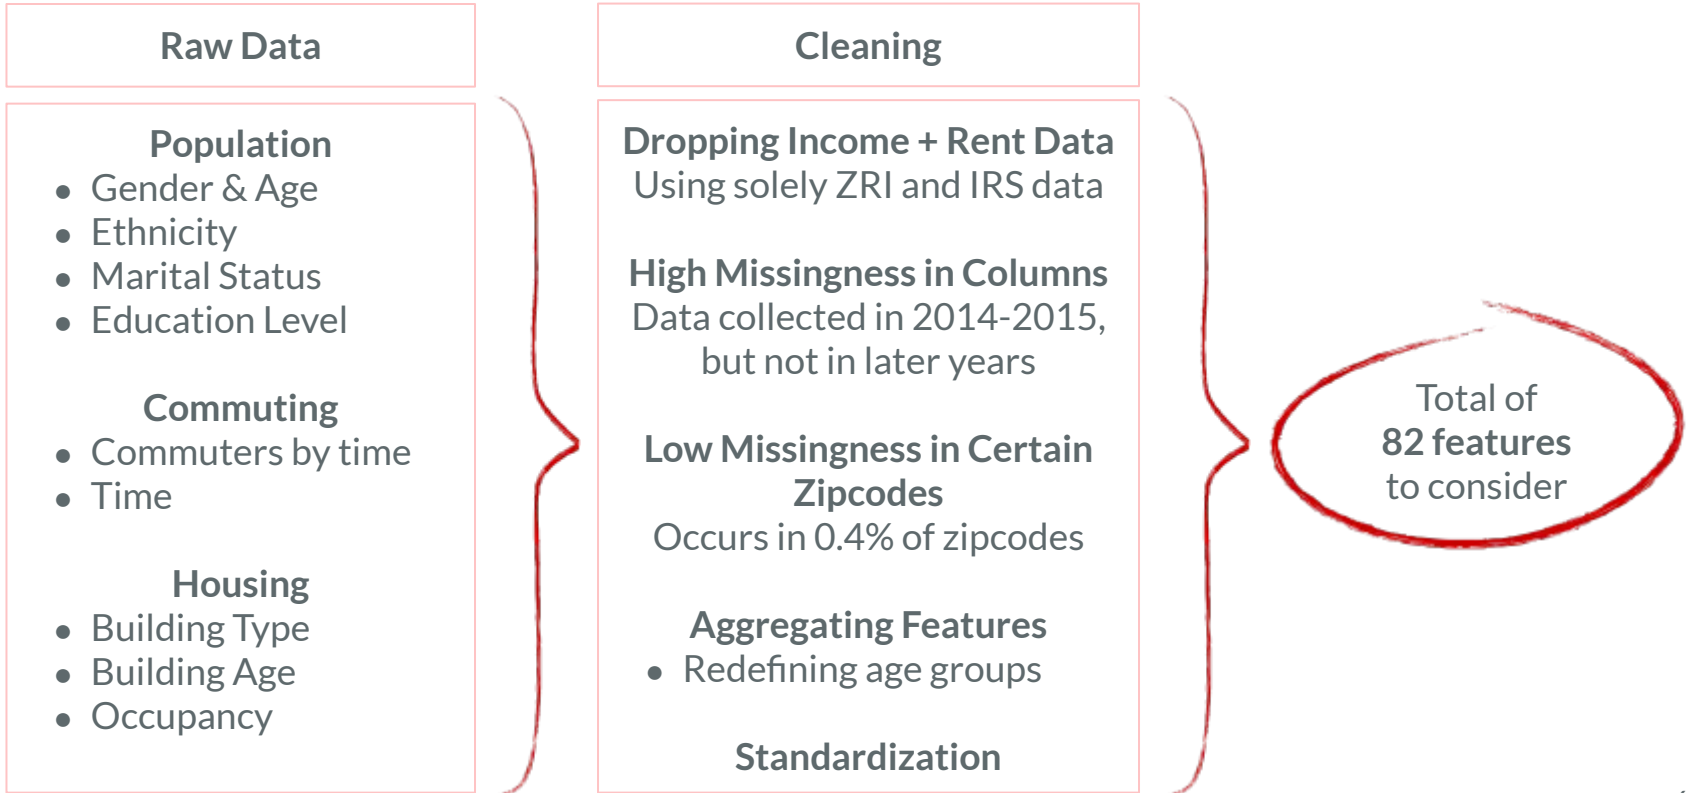 Raw Data
Population
• Gender & Age
• Ethnicity
• Marital Status
• Education Level
Commuting
• Commuters by time
• Time
Housing
• Building Type
• Building Age
• Occupancy
Cleaning
Dropping Income + Rent Data
Using solely ZRI and IRS data
High Missingness in Columns
Data collected in 2014-2015,
but not in later years
Low Missingness in Certain
Zipcodes
Occurs in 0.4% of zipcodes
Aggregating Features
• Redefining age groups
Standardization
Total of
82 features
to consider